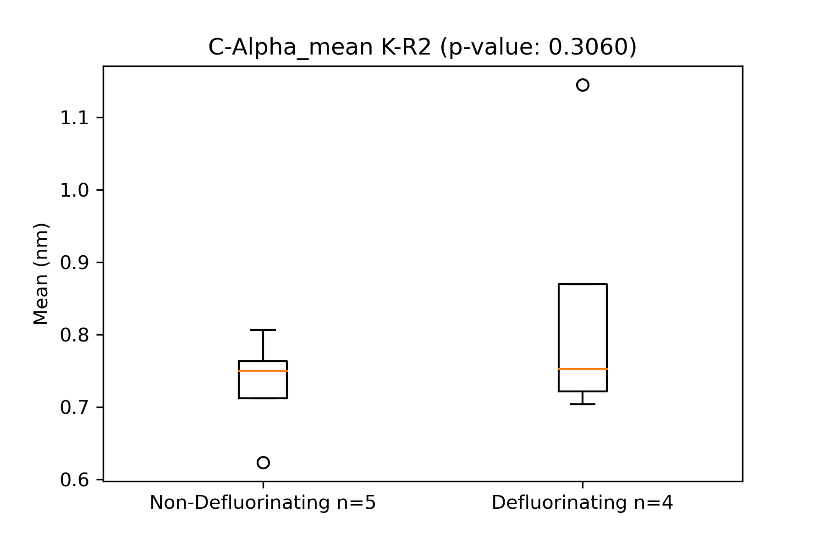 C-Alpha_mean K-R2 (p-value: 0.3060)
Mean (nm)
1.1
1.0
0.9
0.8
0.7
0.6
Non-Defluorinating n=5
Defluorinating n=4